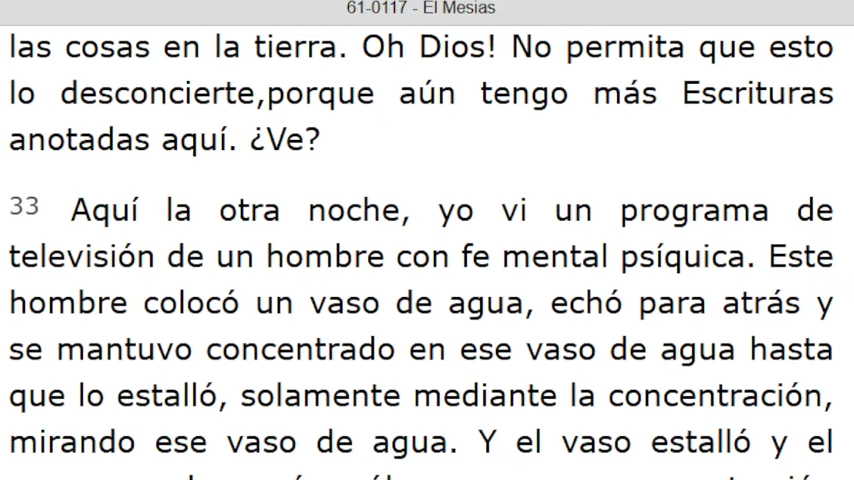 61-0117 - El Mesias
las cosas en la tierra. Oh Dios! No permita que esto
lo desconcierte,porque aún tengo más Escrituras
anotadas aquí. ¿Ve?
33 Aquí la otra noche, yo vi un programa de
televisión de un hombre con fe mental psíquica. Este
hombre colocó un vaso de agua, echó para atrás y
se mantuvo concentrado en ese vaso de agua hasta
que lo estalló, solamente mediante la concentración,
mirando ese vaso de agua. Y el vaso estalló y el